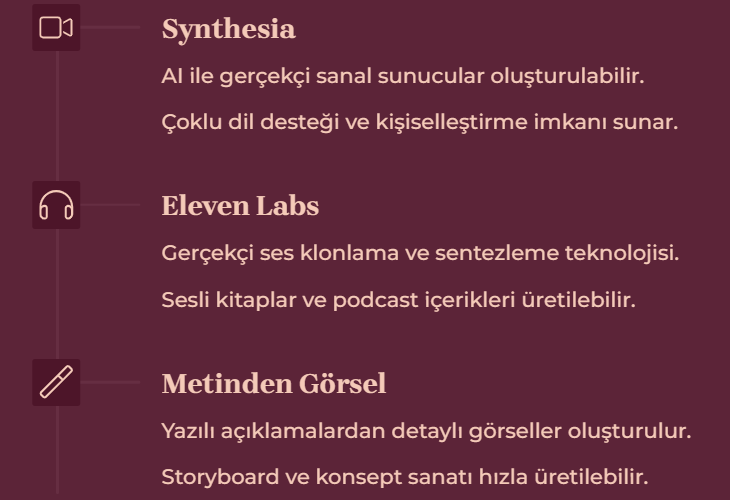 Synthesia
AI ile gerçekçi sanal sunucular oluşturulabilir.
Çoklu dil desteği ve kişiselleştirme imkanı sunar.
Eleven Labs
Gerçekçi ses klonlama ve sentezleme teknolojisi.
Sesli kitaplar ve podcast içerikleri üretilebilir.
Metinden Görsel
Yazılı açıklamalardan detaylı görseller oluşturulur.
Storyboard ve konsept sanatı hızla üretilebilir.